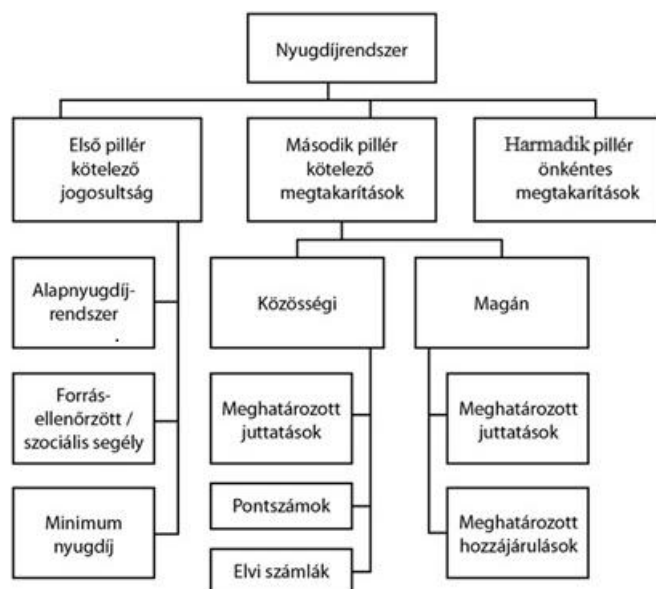 Nyugdíjrendszer
Első pillér
kötelező
jogosultság
Második pillér
kötelező
megtakarítások
Harmadik pillér
önkéntes
megtakarítások
Alapnyugdíj-
rendszer
.
Forrás-
ellenőrzött /
szociális segély
Minimum
nyugdíj
Közösségi
Meghatározott
juttatások
Pontszámok
Elvi számlák
Magán
Meghatározott
juttatások
Meghatározott
hozzájárulások